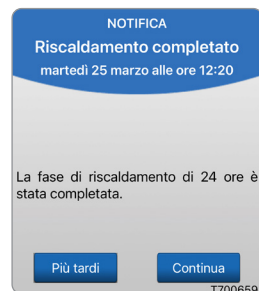 NOTIFICA
Riscaldamento completato
martedì 25 marzo alle ore 12:20
La fase di riscaldamento di 24 ore è
stata completata.
Più tardi
Continua
T700659